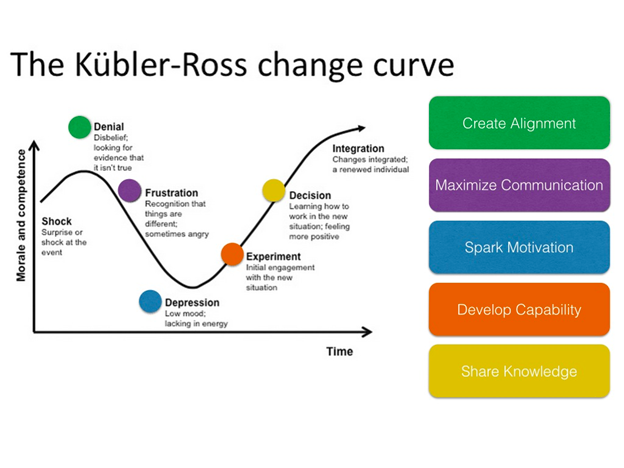 The Kübler-Ross change curve
Morale and competence
Shock
Surprise or
shock at the
event
Denial
Disbelief;
looking for
evidence that
it isn't true
Frustration
Recognition that
things are
different;
sometimes angry
Depression
Low mood;
lacking in energy
Experiment
Initial engagement
with the new
situation
Decision
Learning how to
work in the new
situation; feeling
more positive
Integration
Changes integrated;
a renewed individual
Time
Create Alignment
Maximize Communication
Spark Motivation
Develop Capability
Share Knowledge